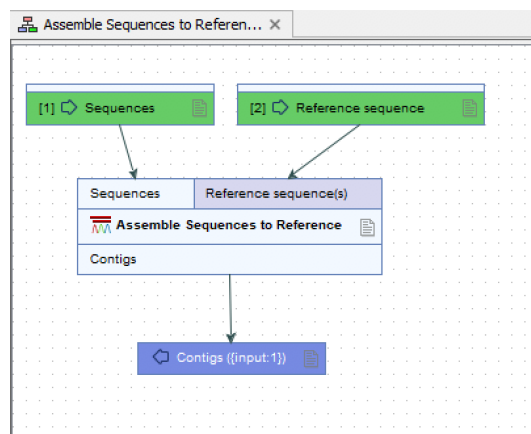 Assemble Sequences to Referen... ×
[1] Sequences [2] Reference sequence
Sequences Reference sequence(s)
Assemble Sequences to Reference
Contigs
Contigs ({input:1})